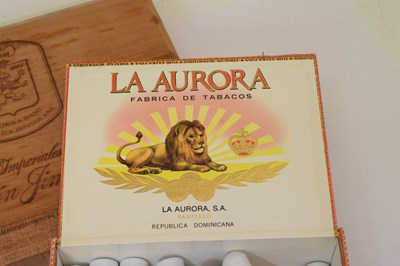 LA AURORA
FABRICA DE TABACOS
LA AURORA, S.A.
SANTIAGO
REPUBLICA DOMINICANA
Imperiales